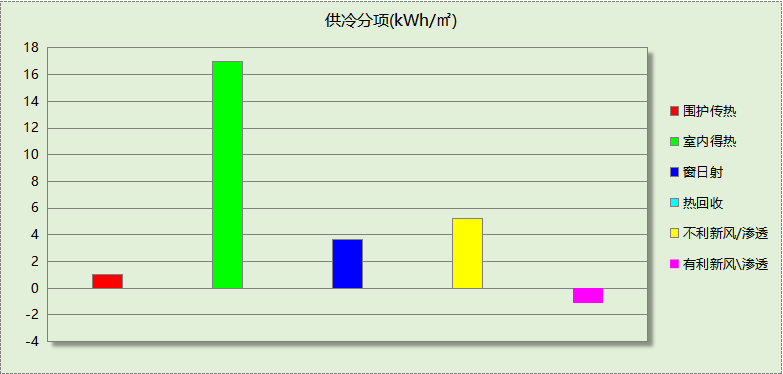 供冷分项(kWh/㎡)
18
16
14
12
10
8
6
4
2
0
-2
-4
围护传热
室内得热
窗日射
热回收
不利新风/渗透
有利新风\渗透